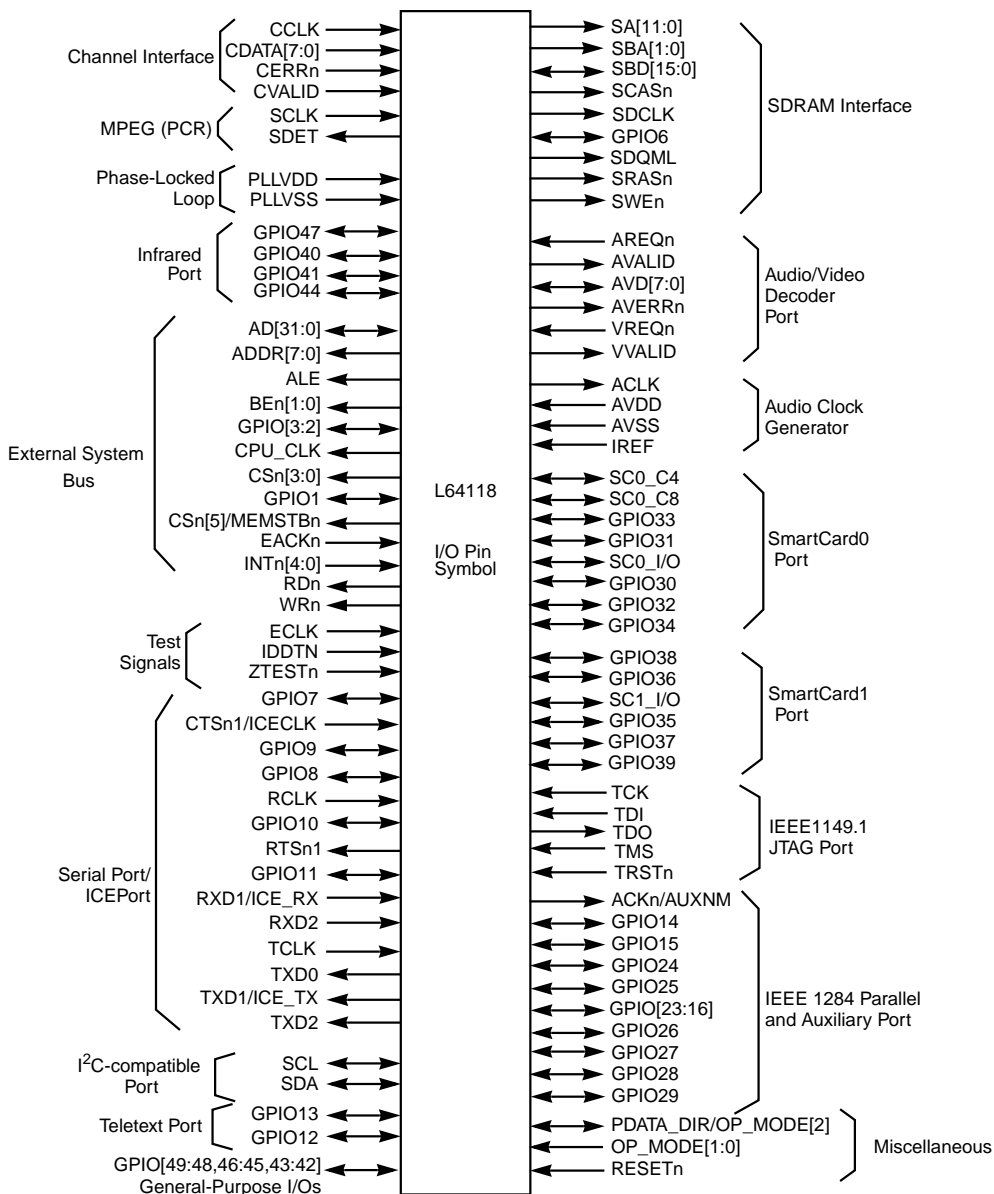 Channel Interface
CCLK
CDATA[7:0]
CERRn
CVALID
MPEG (PCR)
SCLK
SDET
Phase-Locked
Loop
PLLVDD
PLLVSS
Infrared
Port
GPIO47
GPIO40
GPIO41
GPIO44
External System
Bus
AD[31:0]
ADDR[7:0]
ALE
BEn[1:0]
GPIO[3:2]
CPU_CLK
CSn[3:0]
GPIO1
CSn[5]/MEMSTBn
EACKn
INTn[4:0]
RDn
WRn
Test
Signals
ECLK
IDDTN
ZTESTn
Serial Port/
ICEPort
GPIO7
CTSn1/ICECLK
GPIO9
GPIO8
RCLK
GPIO10
RTSn1
GPIO11
RXD1/ICE_RX
RXD2
TCLK
TXD0
TXD1/ICE_TX
TXD2
I2C-compatible
Port
SCL
SDA
Teletext Port
GPIO13
GPIO12
GPIO[49:48,46:45,43:42]
General-Purpose I/Os
L64118
I/O Pin
Symbol
SA[11:0]
SBA[1:0]
SBD[15:0]
SCASn
SDCLK
GPIO6
SDQML
SRASn
SWEn
SDRAM Interface
AREQn
AVALID
AVD[7:0]
AVERRn
VREQn
VVALID
Audio/Video
Decoder
Port
ACLK
AVDD
AVSS
IREF
Audio Clock
Generator
SC0_C4
SC0_C8
GPIO33
GPIO31
SC0_I/O
GPIO30
GPIO32
GPIO34
SmartCard0
Port
GPIO38
GPIO36
SC1_I/O
GPIO35
GPIO37
GPIO39
SmartCard1
Port
TCK
TDI
TDO
TMS
TRSTn
IEEE1149.1
JTAG Port
ACKn/AUXNM
GPIO14
GPIO15
GPIO24
GPIO25
GPIO[23:16]
GPIO26
GPIO27
GPIO28
GPIO29
IEEE 1284 Parallel
and Auxiliary Port
PDATA_DIR/OP_MODE[2]
OP_MODE[1:0]
RESETn
Miscellaneous